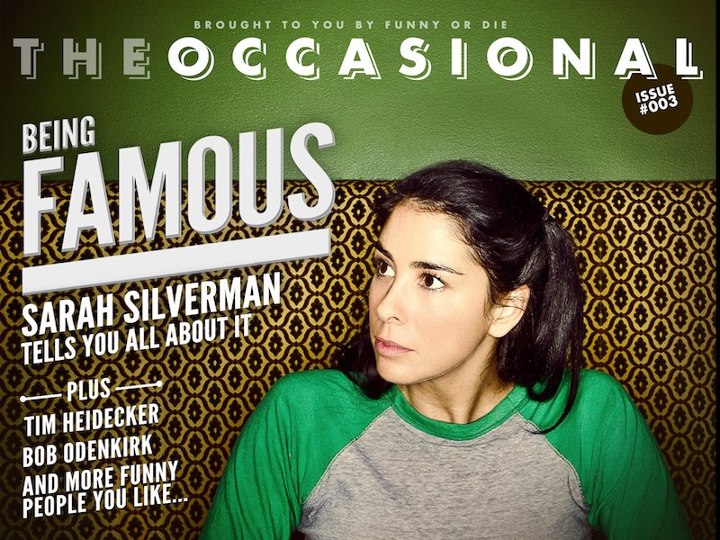 BROUGHT TO YOU BY FUNNY OR DIE
THE OCCASIONAL
ISSUE
#003
BEING
FAMOUS
SARAH SILVERMAN
TELLS YOU ALL ABOUT IT
PLUS
TIM HEIDECKER
BOB ODENKIRK
AND MORE FUNNY
PEOPLE YOU LIKE...